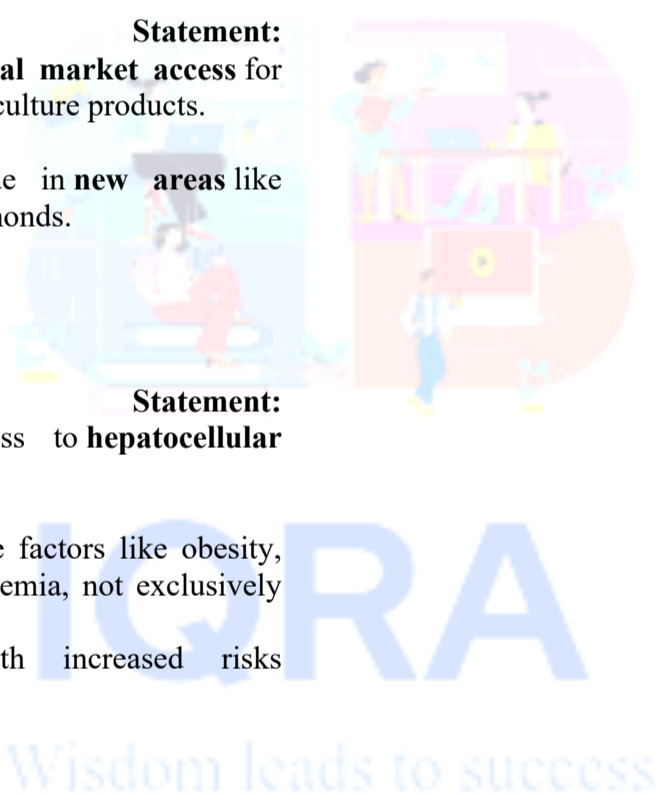 Statement:
al market access for
culture products.
e in new areas like
onds.
Statement:
ss to hepatocellular
factors like obesity,
emia, not exclusively
th increased risks
IQRA
Wisdom leads to success